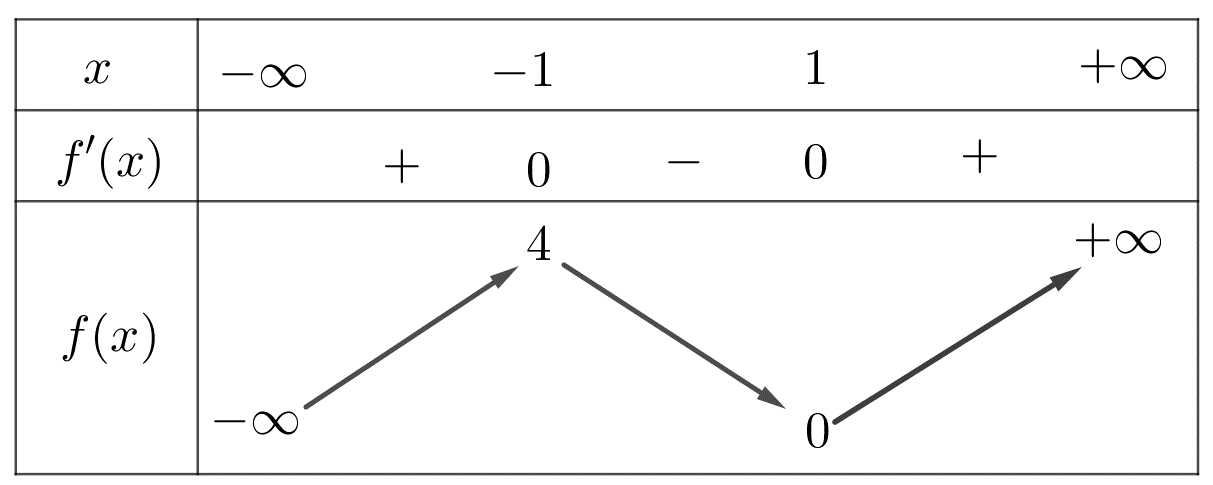 x −∞ −1 1 +∞
f′(x) + 0 − 0 +
4 +∞
f(x)
−∞ 0